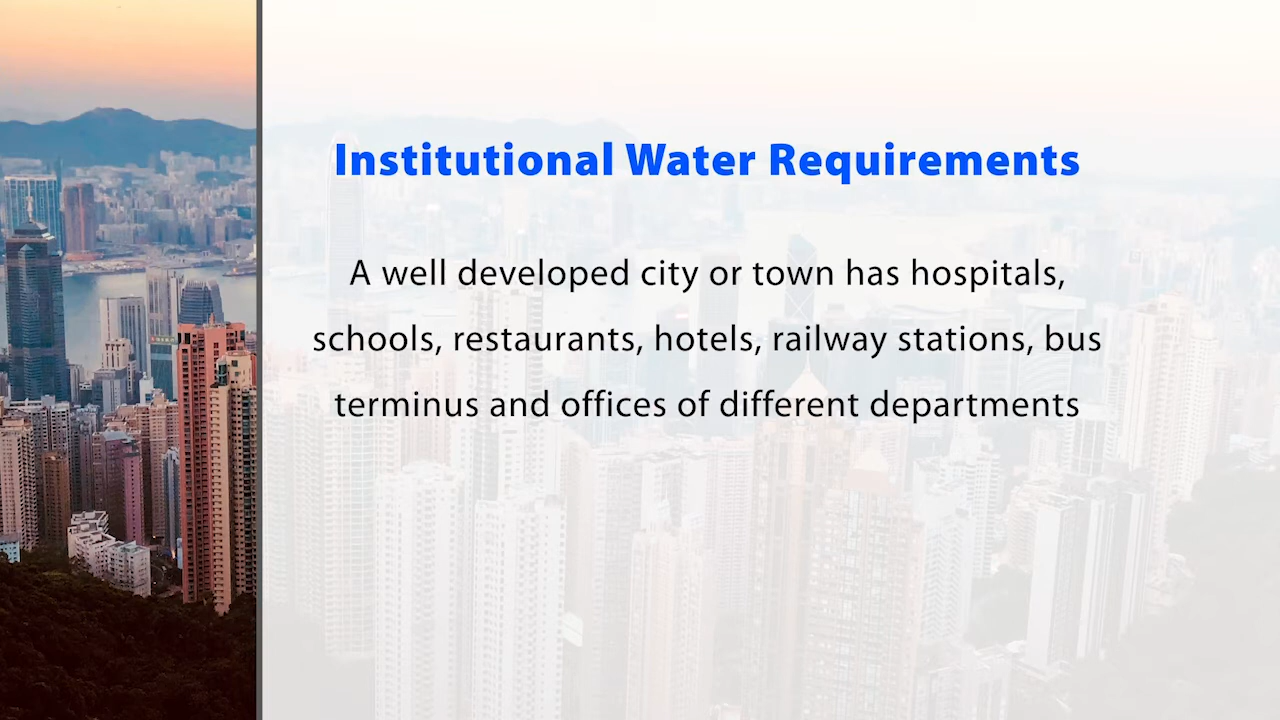 Institutional Water Requirements
A well developed city or town has hospitals,
schools, restaurants, hotels, railway stations, bus
terminus and offices of different departments